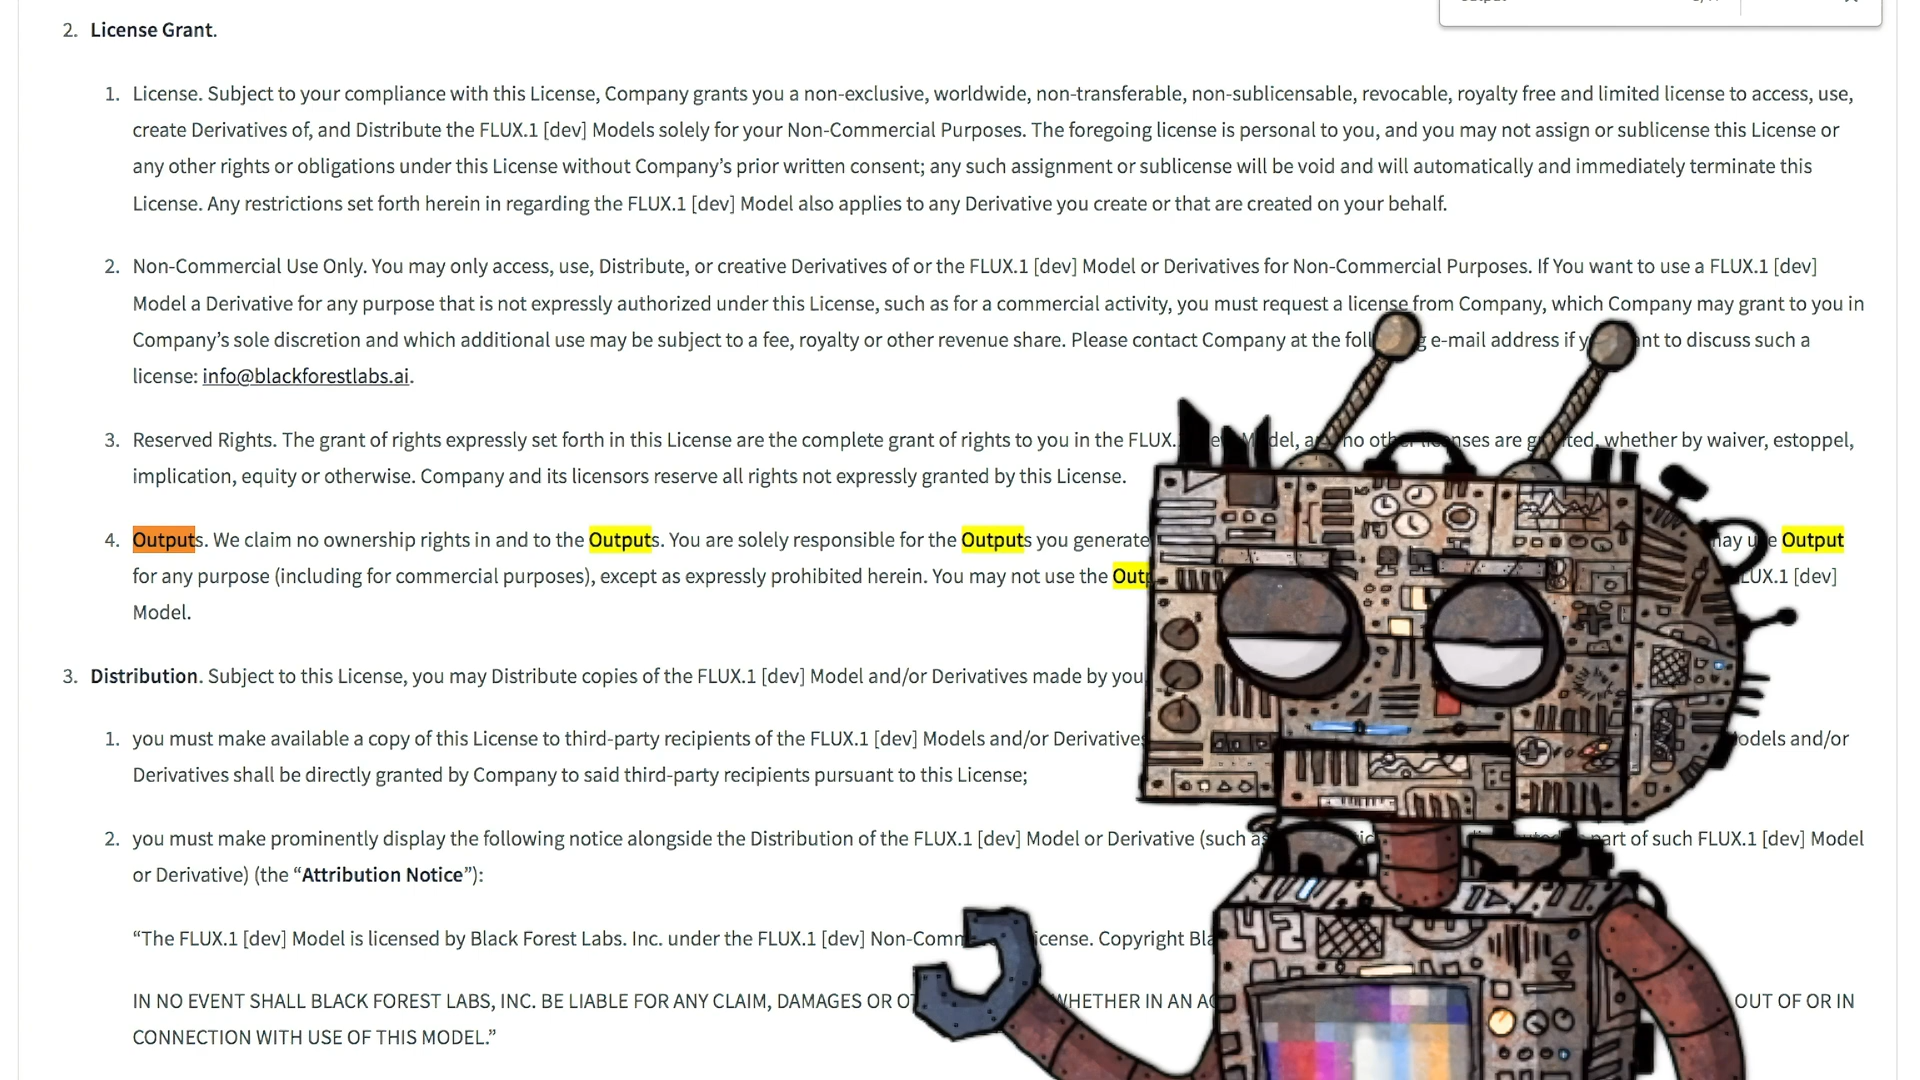 2. License Grant.
1. License. Subject to your compliance with this License, Company grants you a non-exclusive, worldwide, non-transferable, non-sublicensable, revocable, royalty free and limited license to access, use,
create Derivatives of, and Distribute the FLUX.1 [dev] Models solely for your Non-Commercial Purposes. The foregoing license is personal to you, and you may not assign or sublicense this License or
any other rights or obligations under this License without Company’s prior written consent; any such assignment or sublicense will be void and will automatically and immediately terminate this
License. Any restrictions set forth herein in regarding the FLUX.1 [dev] Model also applies to any Derivative you create or that are created on your behalf.
2. Non-Commercial Use Only. You may only access, use, Distribute, or creative Derivatives of or the FLUX.1 [dev] Model or Derivatives for Non-Commercial Purposes. If You want to use a FLUX.1 [dev]
Model a Derivative for any purpose that is not expressly authorized under this License, such as for a commercial activity, you must request a license from Company, which Company may grant to you in
Company’s sole discretion and which additional use may be subject to a fee, royalty or other revenue share. Please contact Company at the e-mail address if to discuss such a
license: info@blackforestlabs.ai.
3. Reserved Rights. The grant of rights expressly set forth in this License are the complete grant of rights to you in the whether by waiver, estoppel,
implication, equity or otherwise. Company and its licensors reserve all rights not expressly granted by this License.
4. Outputs. We claim no ownership rights in and to the Outputs. You are solely responsible for the Outputs you generate Output
for any purpose (including for commercial purposes), except as expressly prohibited herein. You may not use the [dev]
Model.
3. Distribution. Subject to this License, you may Distribute copies of the FLUX.1 [dev] Model and/or Derivatives made by you
1. you must make available a copy of this License to third-party recipients of the FLUX.1 [dev] Models and/or and/or
Derivatives shall be directly granted by Company to said third-party recipients pursuant to this License;
2. you must make prominently display the following notice alongside the Distribution of the FLUX.1 [dev] Model or Derivative (such of such FLUX.1 [dev] Model
or Derivative) (the “Attribution Notice”):
“The FLUX.1 [dev] Model is licensed by Black Forest Labs. Inc. under the FLUX.1 [dev] Copyright
IN NO EVENT SHALL BLACK FOREST LABS, INC. BE LIABLE FOR ANY CLAIM, DAMAGES OR IN AN OUT OF OR IN
CONNECTION WITH USE OF THIS MODEL.”
42